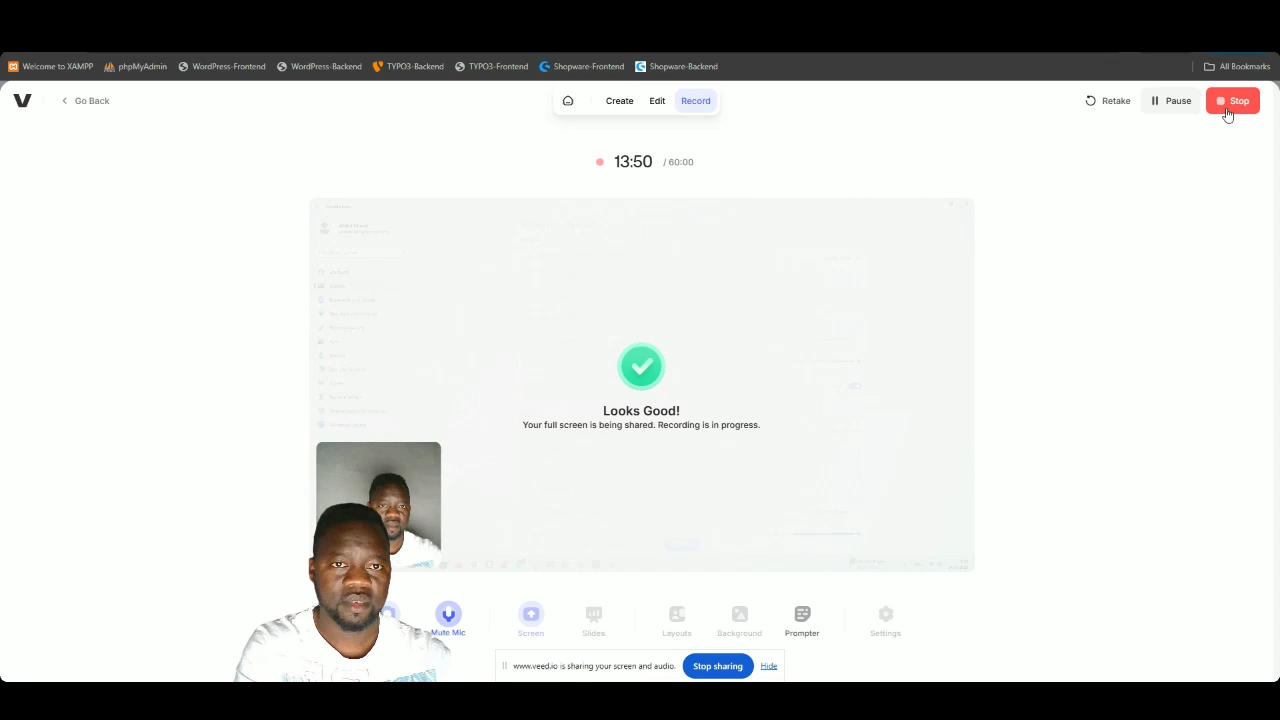 Welcome to XAMPP phpMyAdmin WordPress-Frontend WordPress-Backend TYPO3-Backend TYPO3-Frontend Shopware-Frontend Shopware-Backend All Bookmarks
Go Back Create Edit Record Retake Pause Stop
13:50 / 60:00
Looks Good!
Your full screen is being shared. Recording is in progress.
Mute Mic Screen Slides Layouts Background Prompter Settings
www.veed.io is sharing your screen and audio. Stop sharing Hide